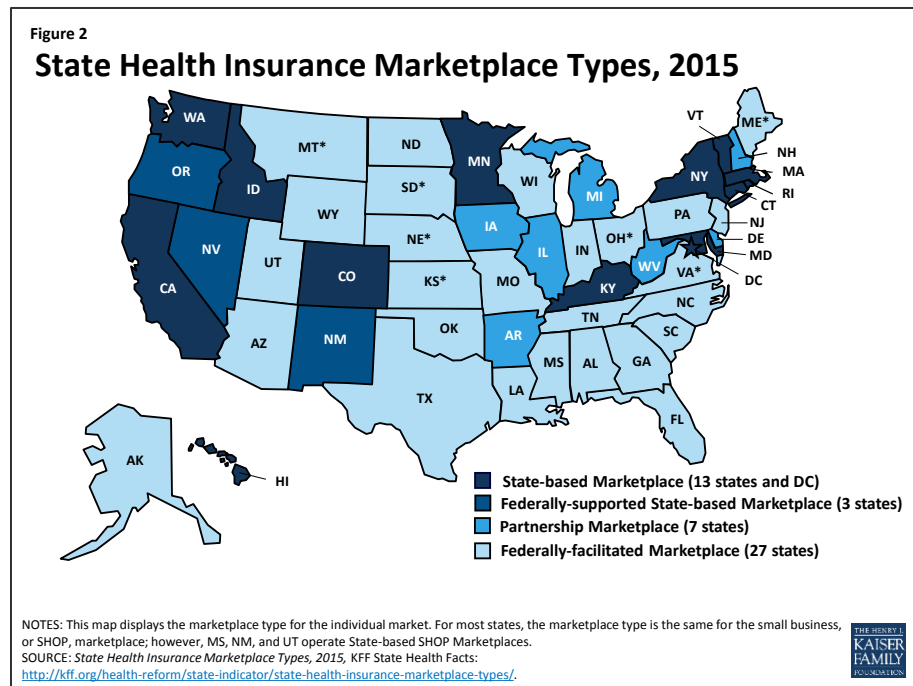 Figure 2
State Health Insurance Marketplace Types, 2015
WA
MT*
ND
MN
VT
ME*
NH
MA
NY
RI
CT
OR
ID
SD*
WI
MI
WY
PA
NJ
IA
NE*
DE
NV
IL
IN
OH*
MD
UT
WV
DC
CO
VA*
CA
KS*
MO
KY
NC
TN
OK
AR
SC
AZ
NM
MS
AL
GA
TX
LA
FL
AK
HI
State-based Marketplace (13 states and DC)
Federally-supported State-based Marketplace (3 states)
Partnership Marketplace (7 states)
Federally-facilitated Marketplace (27 states)
NOTES: This map displays the marketplace type for the individual market. For most states, the marketplace type is the same for the small business,
or SHOP, marketplace; however, MS, NM, and UT operate State-based SHOP Marketplaces.
SOURCE: State Health Insurance Marketplace Types, 2015, KFF State Health Facts:
http://kff.org/health-reform/state-indicator/state-health-insurance-marketplace-types/.
THE HENRY J.
KAISER
FAMILY
FOUNDATION